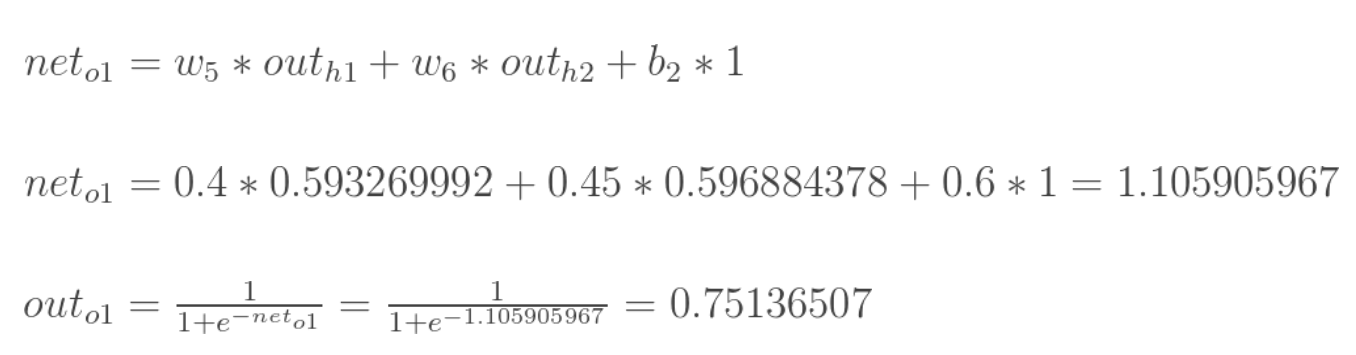 net_{o1} = w_5 * out_{h1} + w_6 * out_{h2} + b_2 * 1
net_{o1} = 0.4 * 0.593269992 + 0.45 * 0.596884378 + 0.6 * 1 = 1.105905967
out_{o1} = \frac{1}{1+e^{-net_{o1}}} = \frac{1}{1+e^{-1.105905967}} = 0.75136507